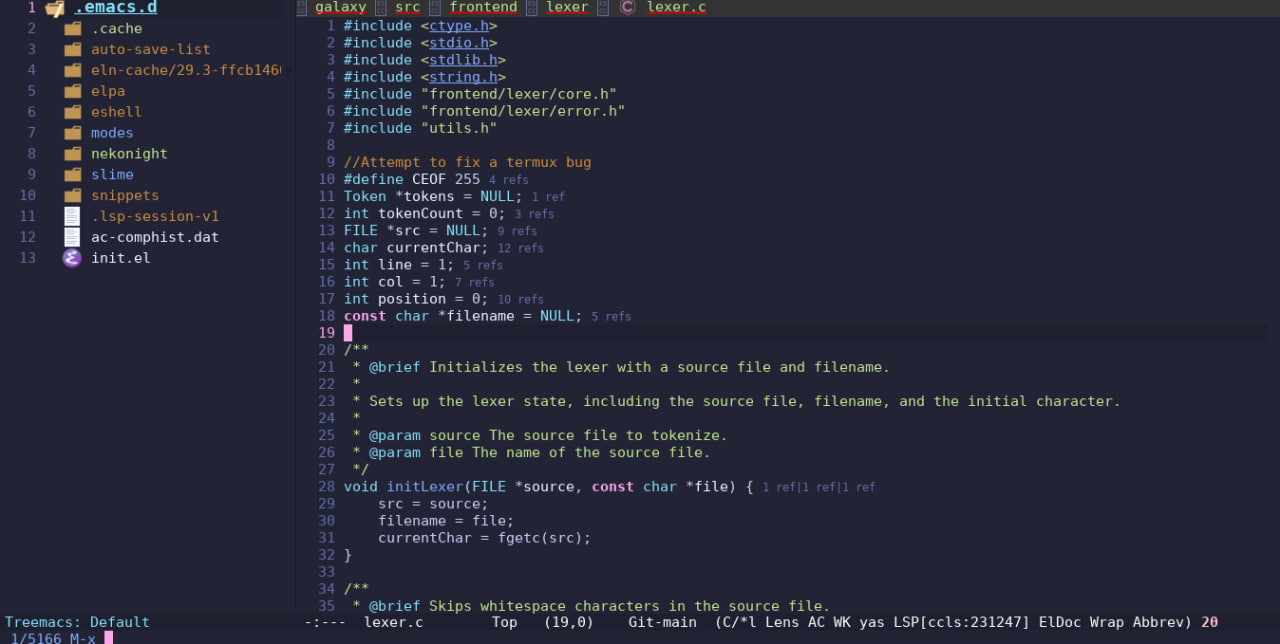 1 .emacs.d
2 .cache
3 auto-save-list
4 eln-cache/29.3-ffcb146
5 elpa
6 eshell
7 modes
8 nekonight
9 slime
10 snippets
11 .lsp-session-v1
12 ac-comphist.dat
13 init.el
Treemacs: Default
galaxy src frontend lexer lexer.c
1 #include <ctype.h>
2 #include <stdio.h>
3 #include <stdlib.h>
4 #include <string.h>
5 #include "frontend/lexer/core.h"
6 #include "frontend/lexer/error.h"
7 #include "utils.h"
8
9 //Attempt to fix a termux bug
10 #define CEOF 255 4 refs
11 Token *tokens = NULL; 1 ref
12 int tokenCount = 0; 3 refs
13 FILE *src = NULL; 9 refs
14 char currentChar; 12 refs
15 int line = 1; 5 refs
16 int col = 1; 7 refs
17 int position = 0; 10 refs
18 const char *filename = NULL; 5 refs
19
20 /**
21  * @brief Initializes the lexer with a source file and filename.
22  *
23  * Sets up the lexer state, including the source file, filename, and the initial character.
24  *
25  * @param source The source file to tokenize.
26  * @param file The name of the source file.
27  */
28 void initLexer(FILE *source, const char *file) { 1 ref|1 ref|1 ref
29     src = source;
30     filename = file;
31     currentChar = fgetc(src);
32 }
33
34 /**
35  * @brief Skips whitespace characters in the source file.
-:--- lexer.c Top (19,0) Git-main (C/*l Lens AC WK yas LSP[ccls:231247] ElDoc Wrap Abbrev) 20
1/5166 M-x